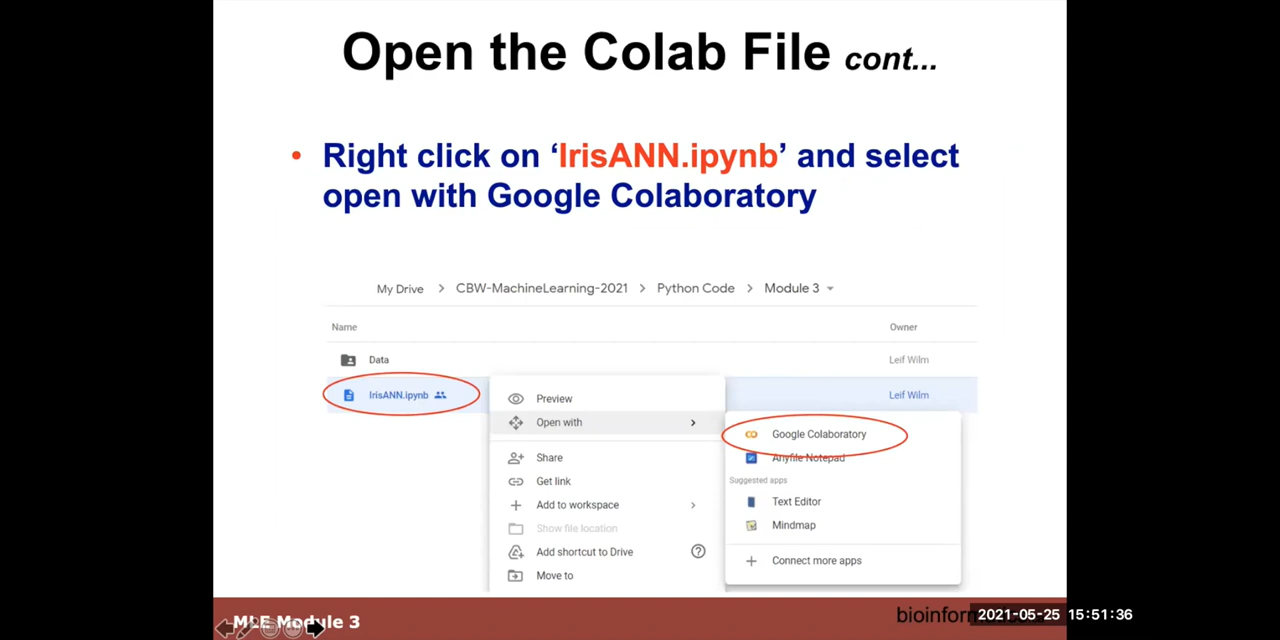 Open the Colab File cont...
• Right click on ‘IrisANN.ipynb’ and select
open with Google Colaboratory
My Drive > CBW-MachineLearning-2021 > Python Code > Module 3
Name Owner
Data Leif Wilm
IrisANN.ipynb Leif Wilm
Preview
Open with
Google Colaboratory
Anyfile Notepad
Suggested apps
Text Editor
Mindmap
Connect more apps
Share
Get link
Add to workspace
Show file location
Add shortcut to Drive
Move to
MLE Module 3
2021-05-25 15:51:36